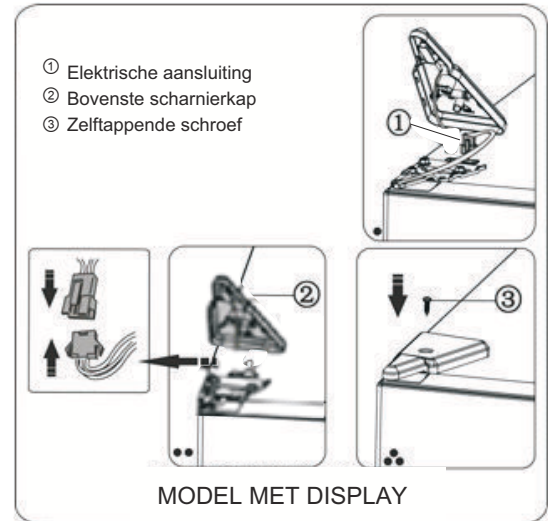 ① Elektrische aansluiting
② Bovenste scharnierkap
③ Zelftappende schroef
①
②
③
MODEL MET DISPLAY